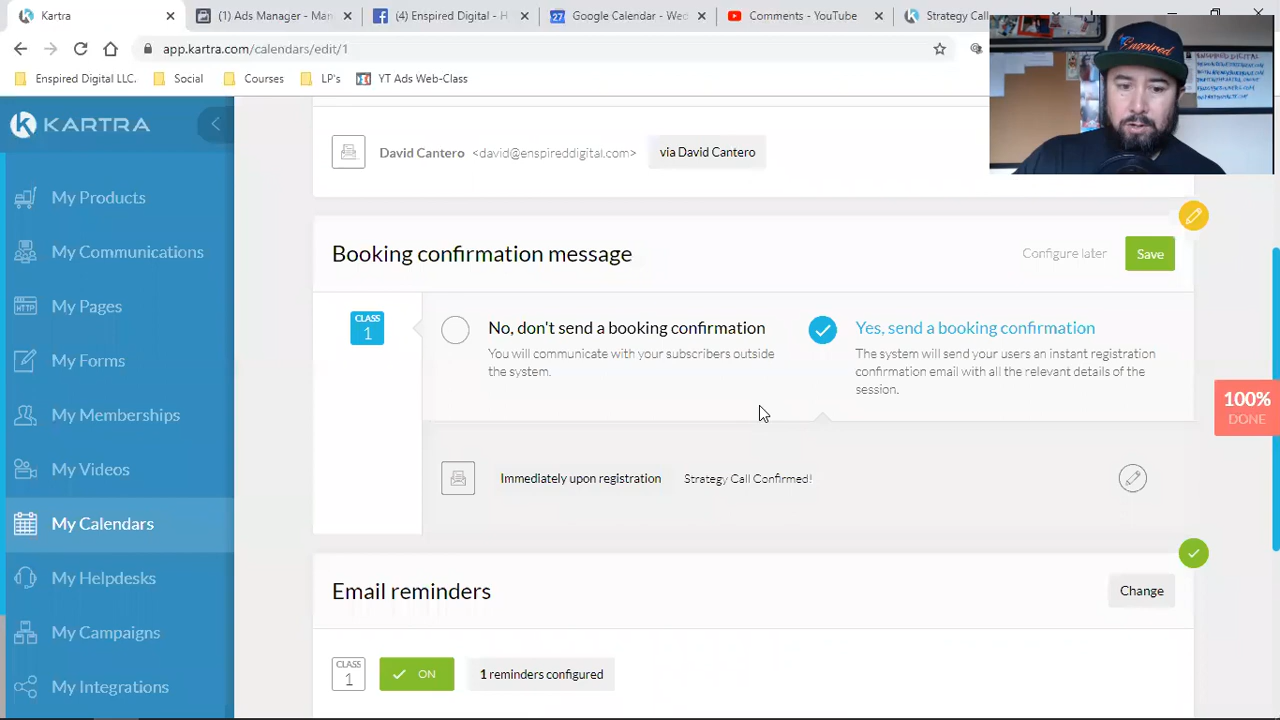 Kartra
(1) Ads Manager - Man
(4) Enspired Digital - H
27 Google Calendar - Wed
Comments - YouTube
Strategy Call
app.kartra.com/calendars/edit/1
Enspired Digital LLC.
Social
Courses
LP's
YT Ads Web-Class
Enspired
ENSPIRED DIGITAL
KARTRA
David Cantero <david@enspireddigital.com> via David Cantero
My Products
My Communications
My Pages
My Forms
My Memberships
My Videos
My Calendars
My Helpdesks
My Campaigns
My Integrations
Booking confirmation message
Configure later
Save
CLASS
1
No, don't send a booking confirmation
You will communicate with your subscribers outside
the system.
Yes, send a booking confirmation
The system will send your users an instant registration
confirmation email with all the relevant details of the
session.
100%
DONE
Immediately upon registration Strategy Call Confirmed!
Email reminders
Change
CLASS
1
ON
1 reminders configured